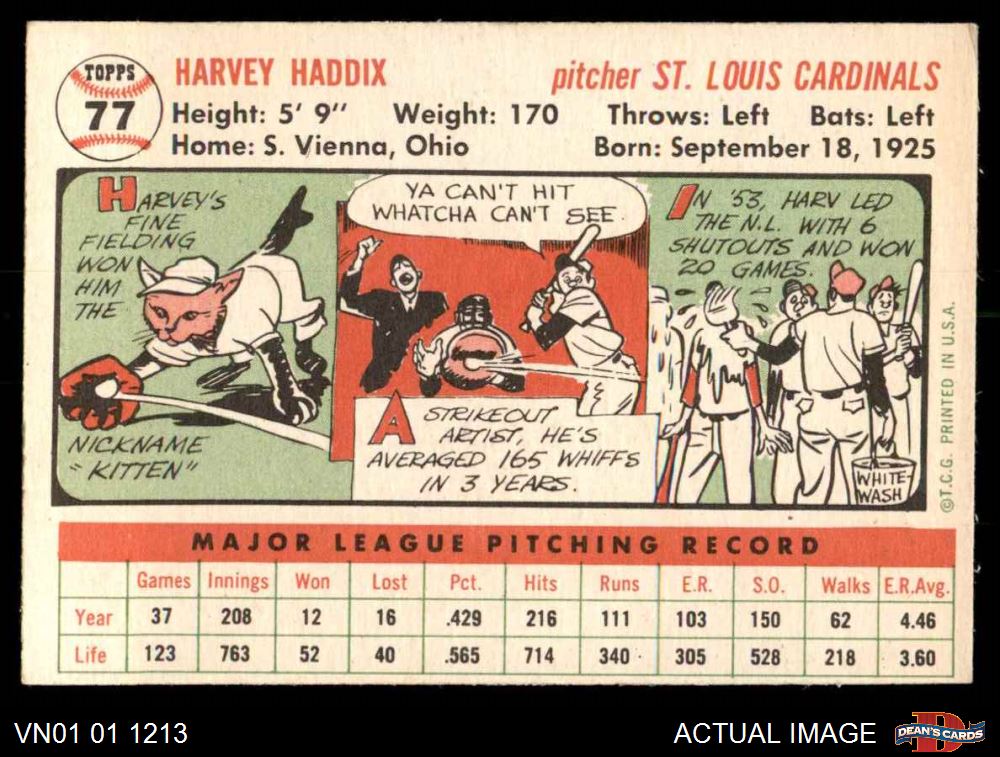 TOPPS
77
HARVEY HADDIX
pitcher ST. LOUIS CARDINALS
Height: 5' 9" Weight: 170 Throws: Left Bats: Left
Home: S. Vienna, Ohio Born: September 18, 1925
HARVEY'S
FINE
FIELDING
WON
HIM
THE
NICKNAME
"KITTEN"
YA CAN'T HIT
WHATCHA CAN'T SEE.
A STRIKEOUT
ARTIST, HE'S
AVERAGED 165 WHIFFS
IN 3 YEARS.
IN '53, HARV LED
THE N.L. WITH 6
SHUTOUTS AND WON
20 GAMES.
WHITE-
WASH
©T.C.G. PRINTED IN U.S.A.
MAJOR LEAGUE PITCHING RECORD
Games Innings Won Lost Pct. Hits Runs E.R. S.O. Walks E.R.Avg.
Year 37 208 12 16 .429 216 111 103 150 62 4.46
Life 123 763 52 40 .565 714 340 305 528 218 3.60
VN01 01 1213
ACTUAL IMAGE
D
DEAN'S CARDS